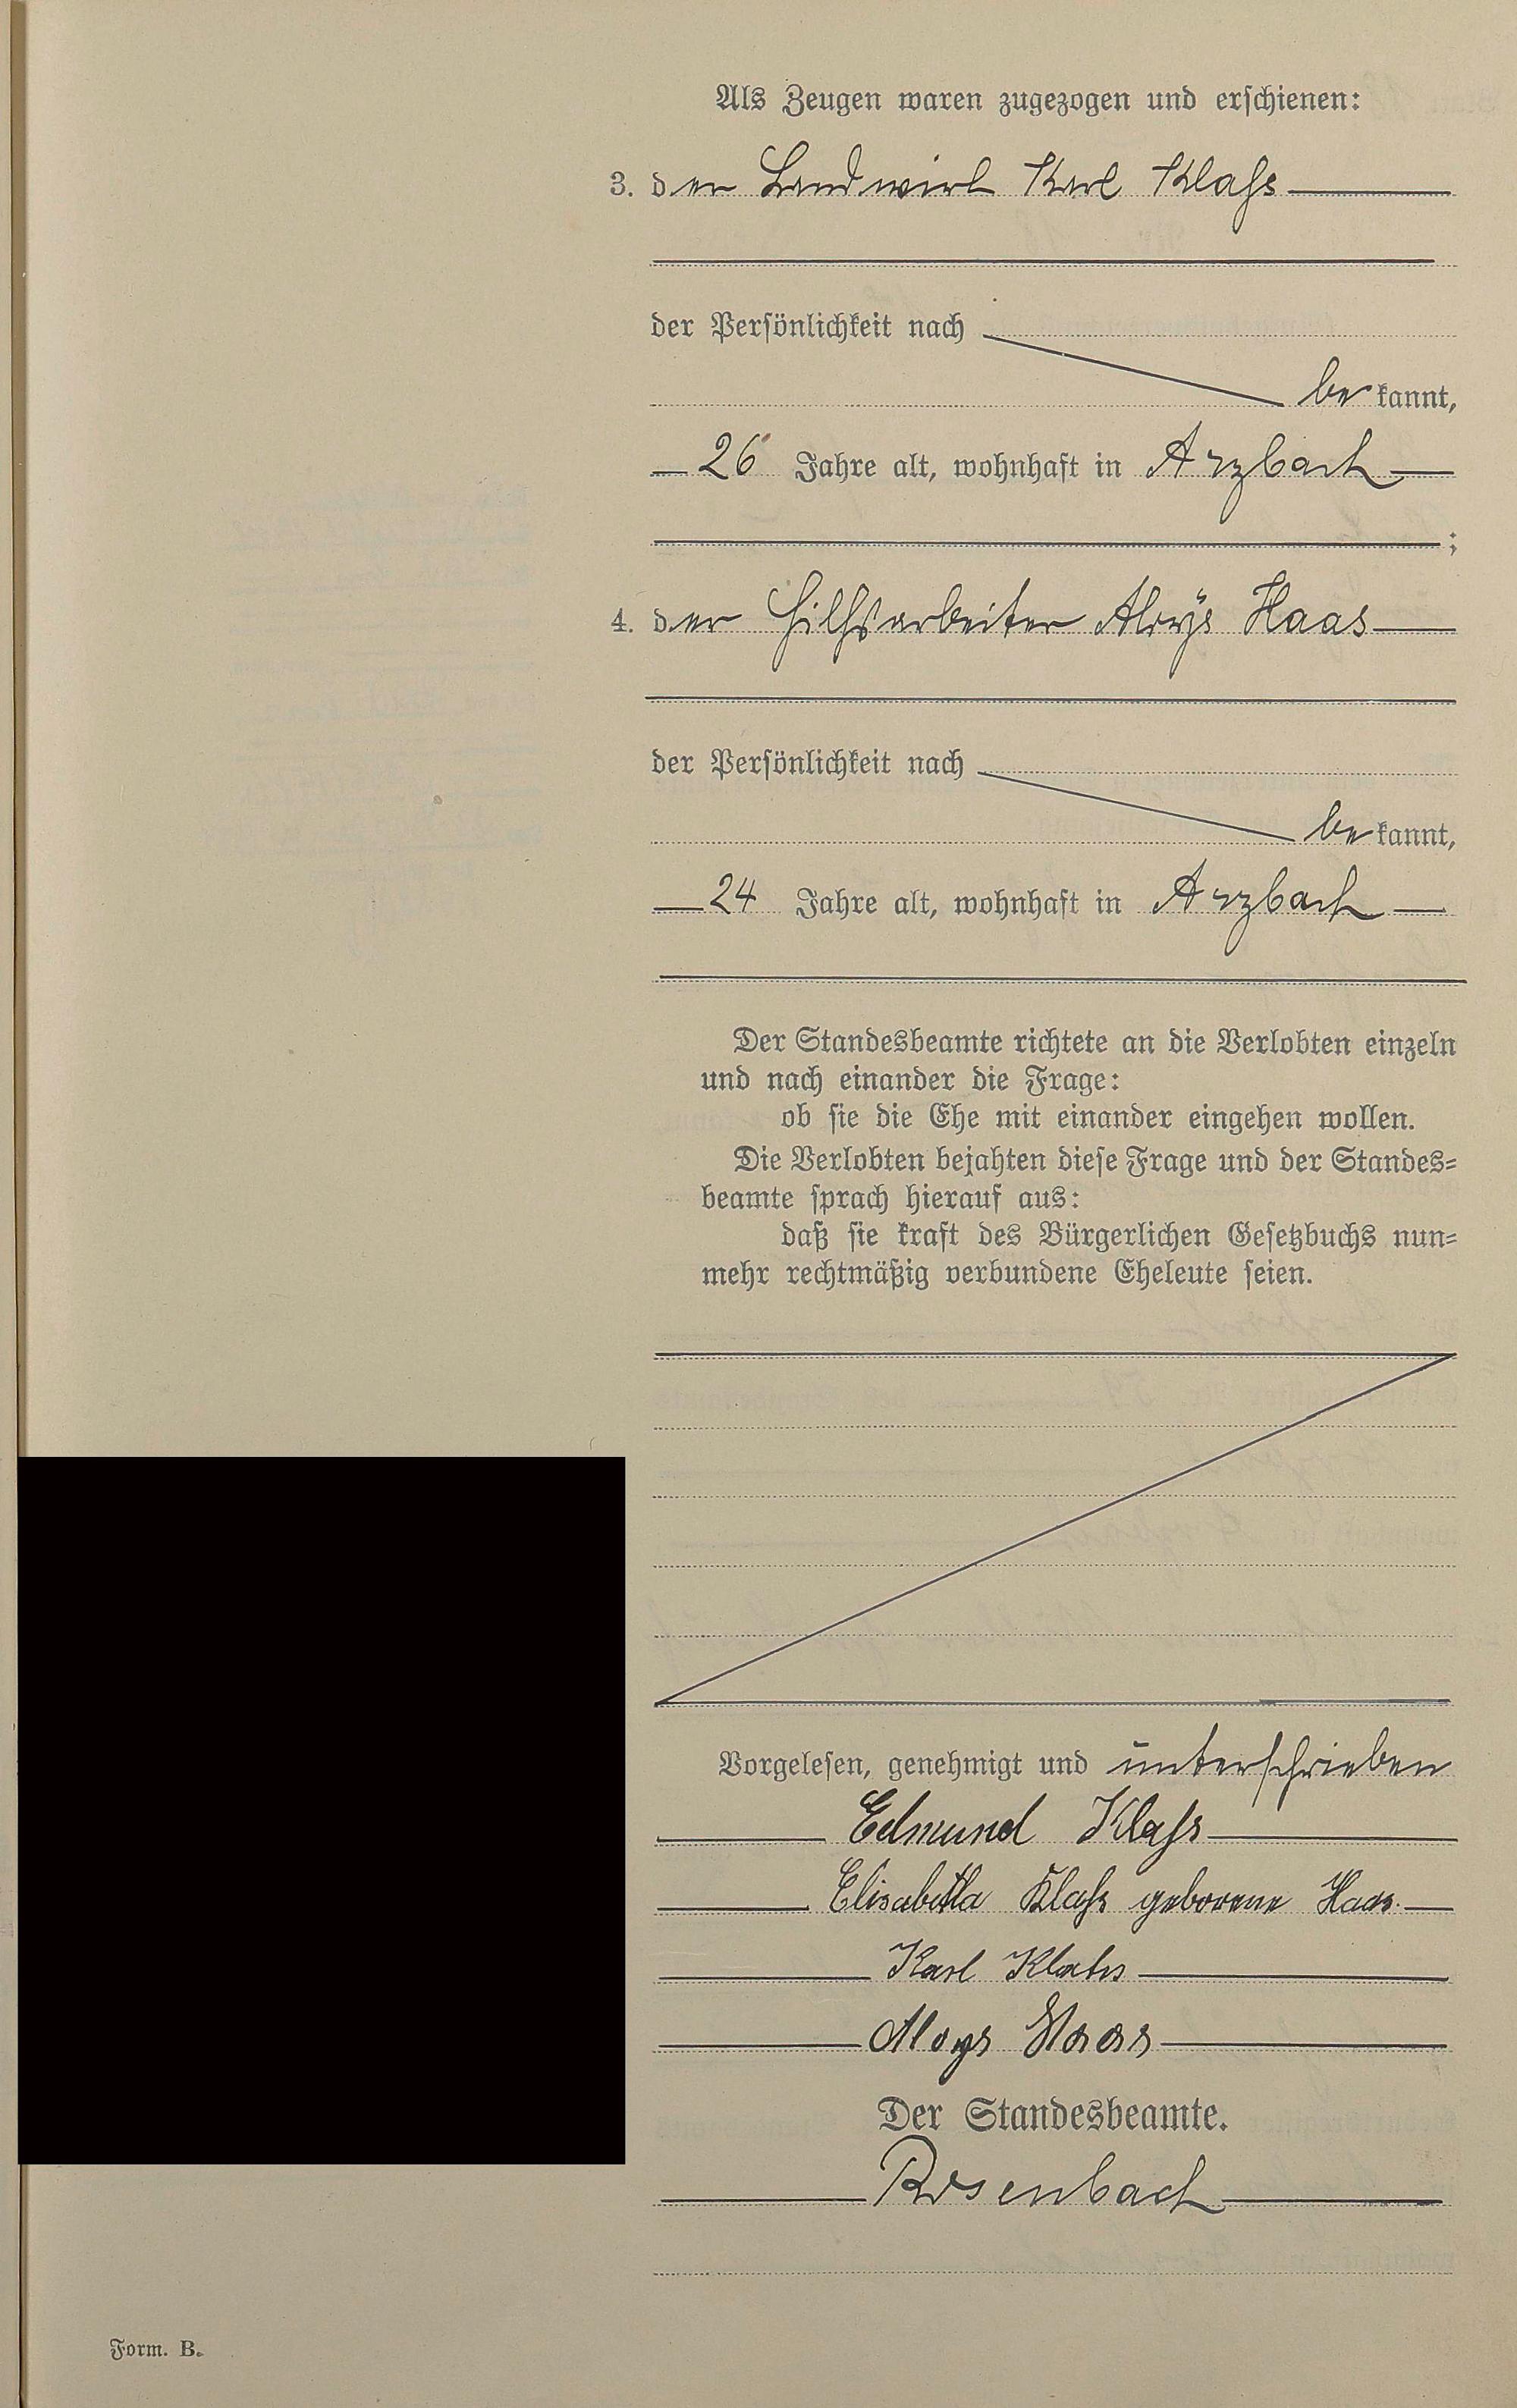 Als Zeugen waren zugezogen und erschienen:
3. der Landwirt Karl Klaß
der Persönlichkeit nach
bekannt,
26 Jahre alt, wohnhaft in Arzbach
;
4. der Hilfsarbeiter Aloÿs Haas
der Persönlichkeit nach
bekannt,
24 Jahre alt, wohnhaft in Arzbach
Der Standesbeamte richtete an die Verlobten einzeln
und nach einander die Frage:
ob sie die Ehe mit einander eingehen wollen.
Die Verlobten bejahten diese Frage und der Standes=
beamte sprach hierauf aus:
daß sie kraft des Bürgerlichen Gesetzbuchs nun=
mehr rechtmäßig verbundene Eheleute seien.
Vorgelesen, genehmigt und unterschrieben
Edmund Klaß
Elisabetha Klaß geborene Haas.
Karl Klahs
Aloys Haas
Der Standesbeamte.
Rosenbach
Form. B.